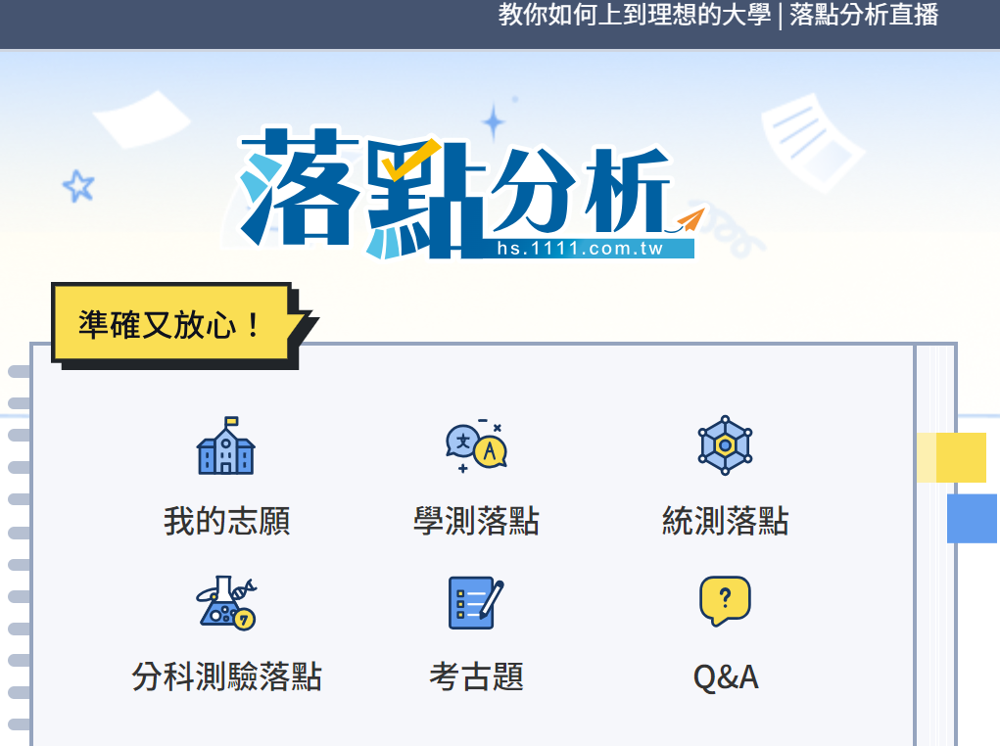 教你如何上到理想的大學 | 落點分析直播
落點分析
hs.1111.com.tw
準確又放心！
文 A
我的志願
學測落點
統測落點
7
?
分科測驗落點
考古題
Q&A